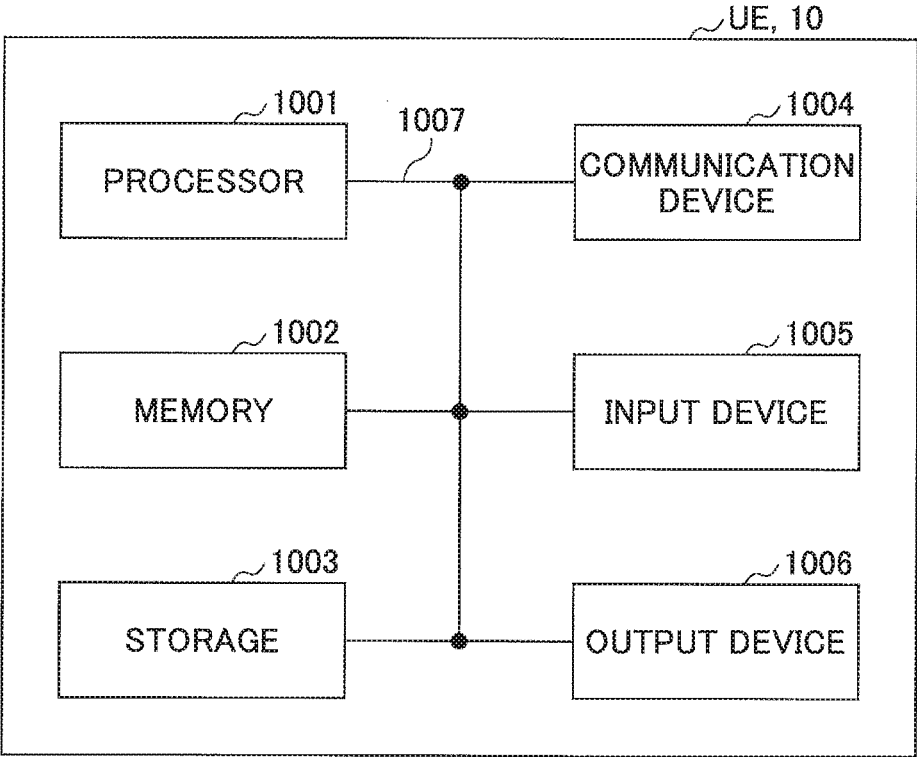 UE, 10
1001
PROCESSOR
1007
1004
COMMUNICATION
DEVICE
1002
MEMORY
1005
INPUT DEVICE
1003
STORAGE
1006
OUTPUT DEVICE